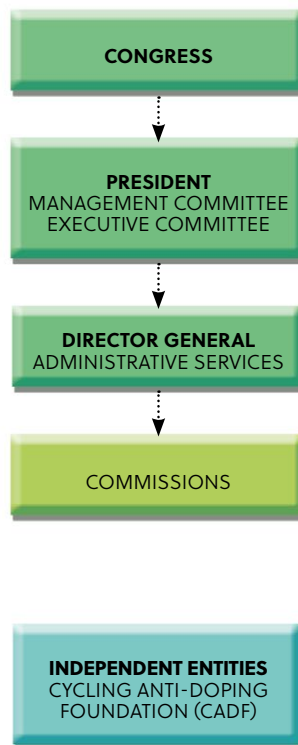 CONGRESS
PRESIDENT
MANAGEMENT COMMITTEE
EXECUTIVE COMMITTEE
DIRECTOR GENERAL
ADMINISTRATIVE SERVICES
COMMISSIONS
INDEPENDENT ENTITIES
CYCLING ANTI-DOPING
FOUNDATION (CADF)